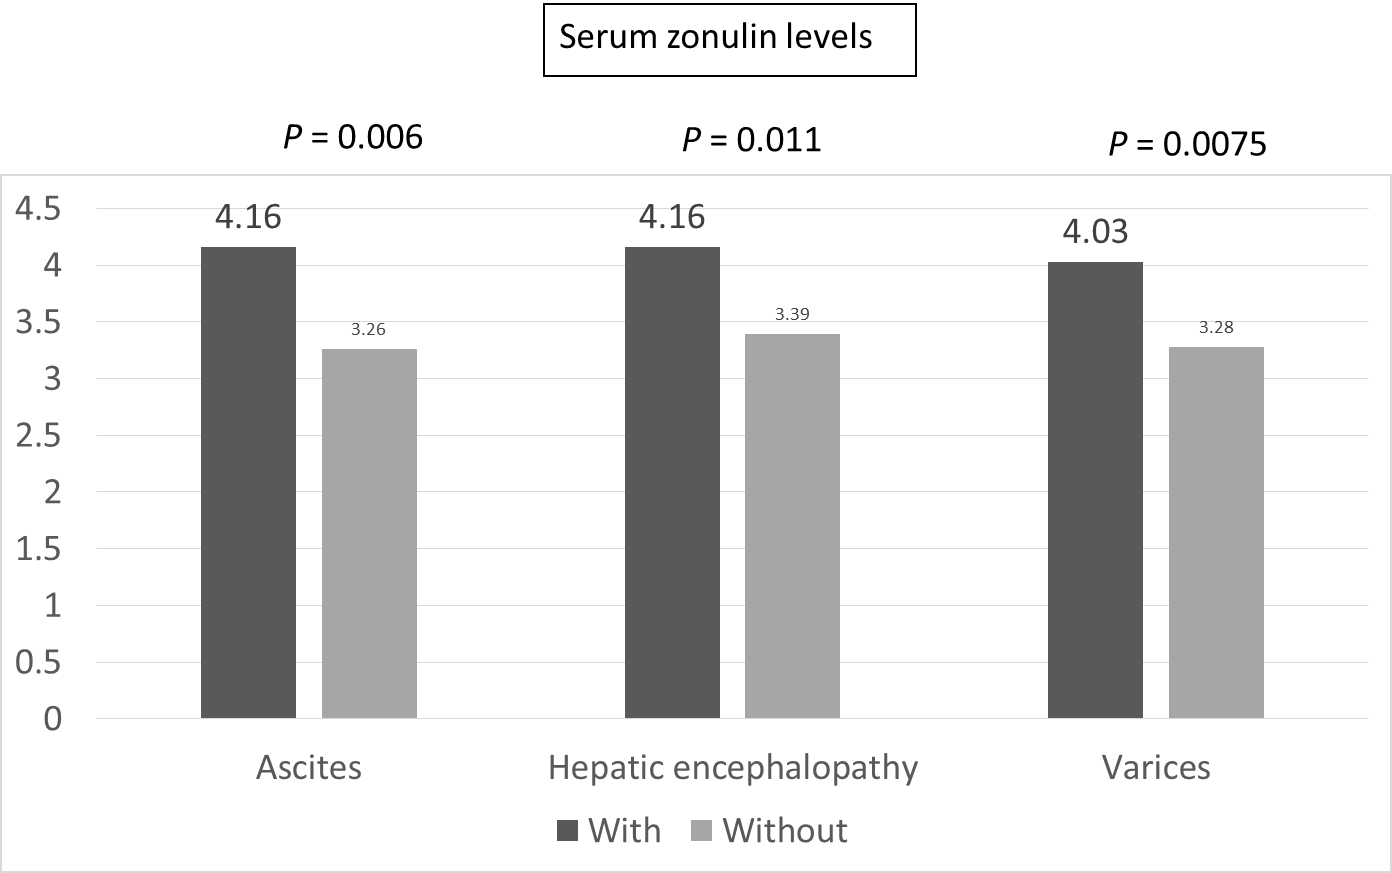 Serum zonulin levels
P = 0.006
P = 0.011
P = 0.0075
4.5
4
3.5
3
2.5
2
1.5
1
0.5
0
4.16
3.26
4.16
3.39
4.03
3.28
Ascites
Hepatic encephalopathy
Varices
With
Without